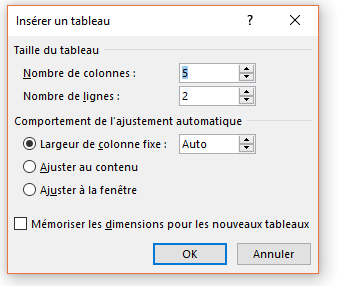 Insérer un tableau ? ×
Taille du tableau
Nombre de colonnes : 5
Nombre de lignes : 2
Comportement de l'ajustement automatique
Largeur de colonne fixe : Auto
Ajuster au contenu
Ajuster à la fenêtre
Mémoriser les dimensions pour les nouveaux tableaux
OK Annuler